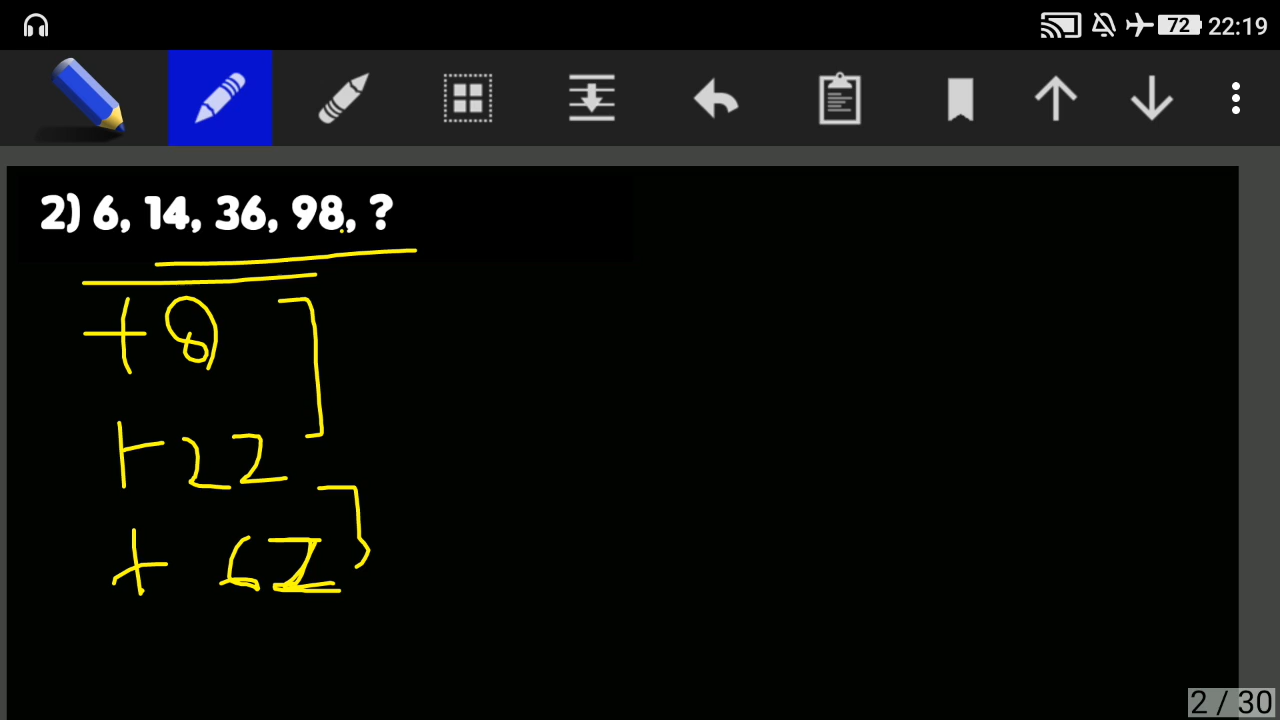 72 22:19
2) 6, 14, 36, 98, ?
+8
+22
+62
2 / 30